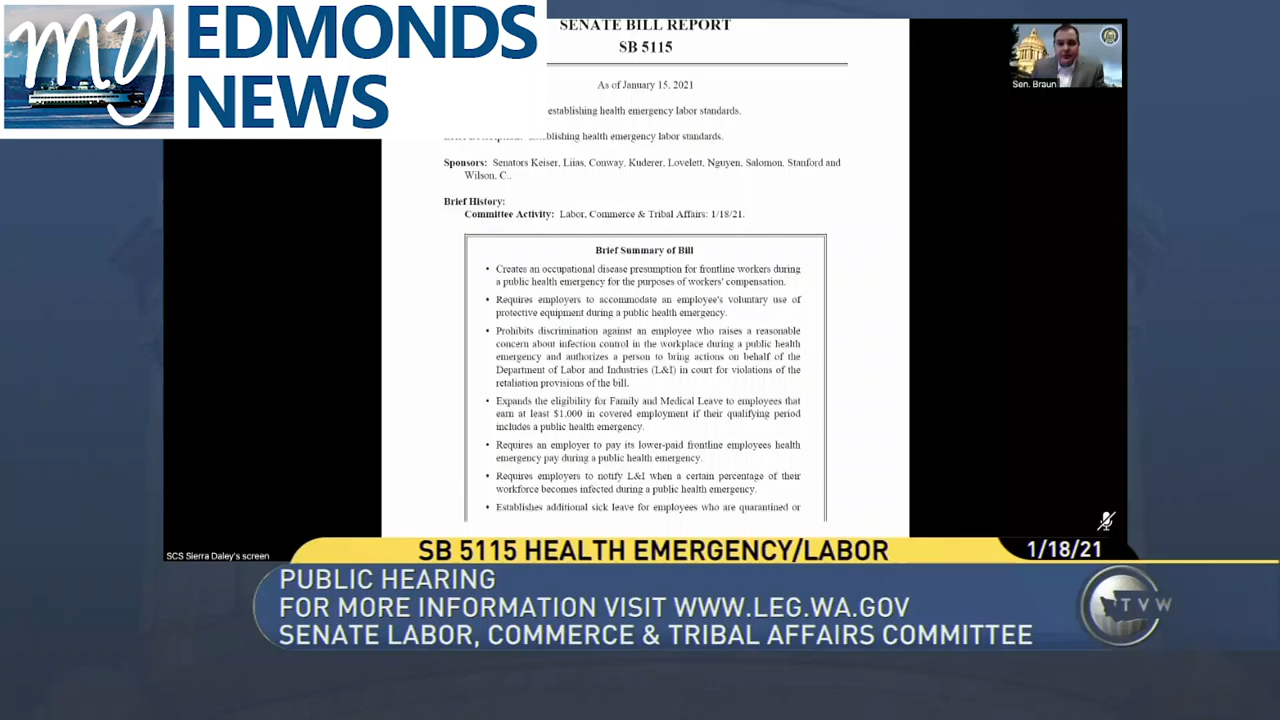 my
EDMONDS
NEWS
SENATE BILL REPORT
SB 5115
As of January 15, 2021
establishing health emergency labor standards.
health emergency labor standards.
Sponsors: Senators Keiser, Liias, Conway, Kuderer, Lovelett, Nguyen, Salomon, Stanford and
Wilson, C..
Brief History:
Committee Activity: Labor, Commerce & Tribal Affairs: 1/18/21.
Brief Summary of Bill
• Creates an occupational disease presumption for frontline workers during
a public health emergency for the purposes of workers' compensation.
• Requires employers to accommodate an employee's voluntary use of
protective equipment during a public health emergency.
• Prohibits discrimination against an employee who raises a reasonable
concern about infection control in the workplace during a public health
emergency and authorizes a person to bring actions on behalf of the
Department of Labor and Industries (L&I) in court for violations of the
retaliation provisions of the bill.
• Expands the eligibility for Family and Medical Leave to employees that
earn at least $1,000 in covered employment if their qualifying period
includes a public health emergency.
• Requires an employer to pay its lower-paid frontline employees health
emergency pay during a public health emergency.
• Requires employers to notify L&I when a certain percentage of their
workforce becomes infected during a public health emergency.
• Establishes additional sick leave for employees who are quarantined or
Sen. Braun
SCS Sierra Daley's screen
SB 5115 HEALTH EMERGENCY/LABOR
1/18/21
PUBLIC HEARING
FOR MORE INFORMATION VISIT WWW.LEG.WA.GOV
SENATE LABOR, COMMERCE & TRIBAL AFFAIRS COMMITTEE
TVW